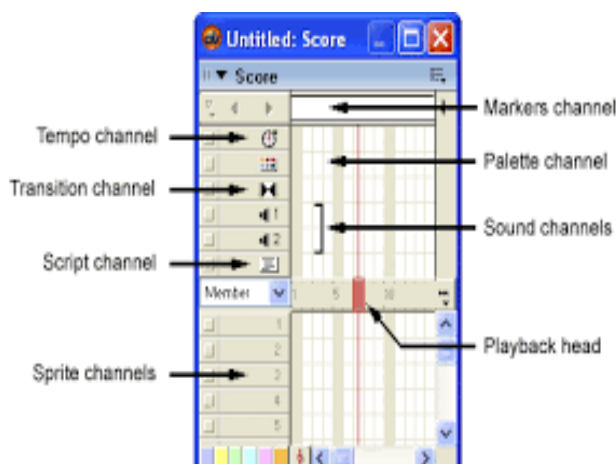 Untitled: Score
Score
Markers channel
Tempo channel
Palette channel
Transition channel
1
Sound channels
2
Script channel
Member
1 5 10
Playback head
1
2
Sprite channels
3
4
5